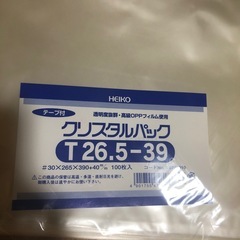 テープ付
HEIKO
透明度抜群・高級OPPフィルム使用
クリスタルパック
T 26.5-39
#30×265×390+40m/m 100枚入